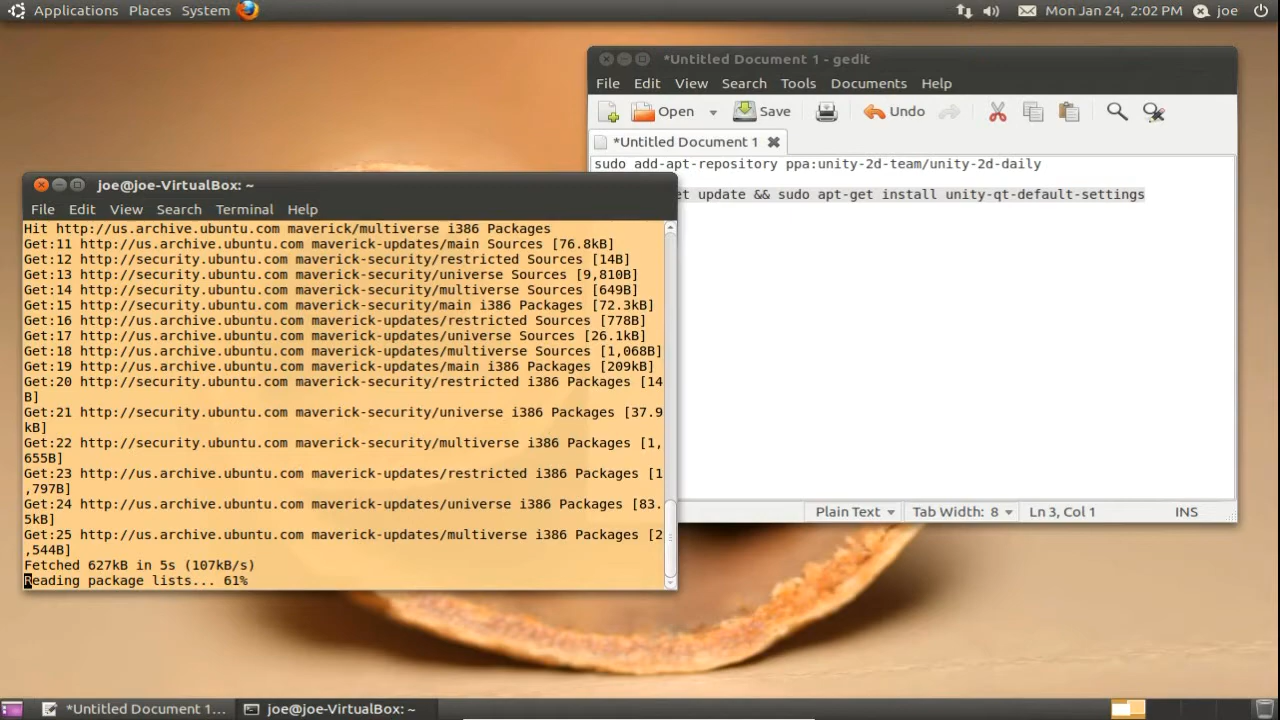 Applications Places System Mon Jan 24, 2:02 PM joe
*Untitled Document 1 - gedit
File Edit View Search Tools Documents Help
Open Save Undo
*Untitled Document 1
sudo add-apt-repository ppa:unity-2d-team/unity-2d-daily
et update && sudo apt-get install unity-qt-default-settings
Plain Text Tab Width: 8 Ln 3, Col 1 INS
joe@joe-VirtualBox: ~
File Edit View Search Terminal Help
Hit http://us.archive.ubuntu.com maverick/multiverse i386 Packages
Get:11 http://us.archive.ubuntu.com maverick-updates/main Sources [76.8kB]
Get:12 http://security.ubuntu.com maverick-security/restricted Sources [14B]
Get:13 http://security.ubuntu.com maverick-security/universe Sources [9,810B]
Get:14 http://security.ubuntu.com maverick-security/multiverse Sources [649B]
Get:15 http://security.ubuntu.com maverick-security/main i386 Packages [72.3kB]
Get:16 http://us.archive.ubuntu.com maverick-updates/restricted Sources [778B]
Get:17 http://us.archive.ubuntu.com maverick-updates/universe Sources [26.1kB]
Get:18 http://us.archive.ubuntu.com maverick-updates/multiverse Sources [1,068B]
Get:19 http://us.archive.ubuntu.com maverick-updates/main i386 Packages [209kB]
Get:20 http://security.ubuntu.com maverick-security/restricted i386 Packages [14
B]
Get:21 http://security.ubuntu.com maverick-security/universe i386 Packages [37.9
kB]
Get:22 http://security.ubuntu.com maverick-security/multiverse i386 Packages [1,
655B]
Get:23 http://us.archive.ubuntu.com maverick-updates/restricted i386 Packages [1
,797B]
Get:24 http://us.archive.ubuntu.com maverick-updates/universe i386 Packages [83.
5kB]
Get:25 http://us.archive.ubuntu.com maverick-updates/multiverse i386 Packages [2
,544B]
Fetched 627kB in 5s (107kB/s)
Reading package lists... 61%
*Untitled Document 1... joe@joe-VirtualBox: ~